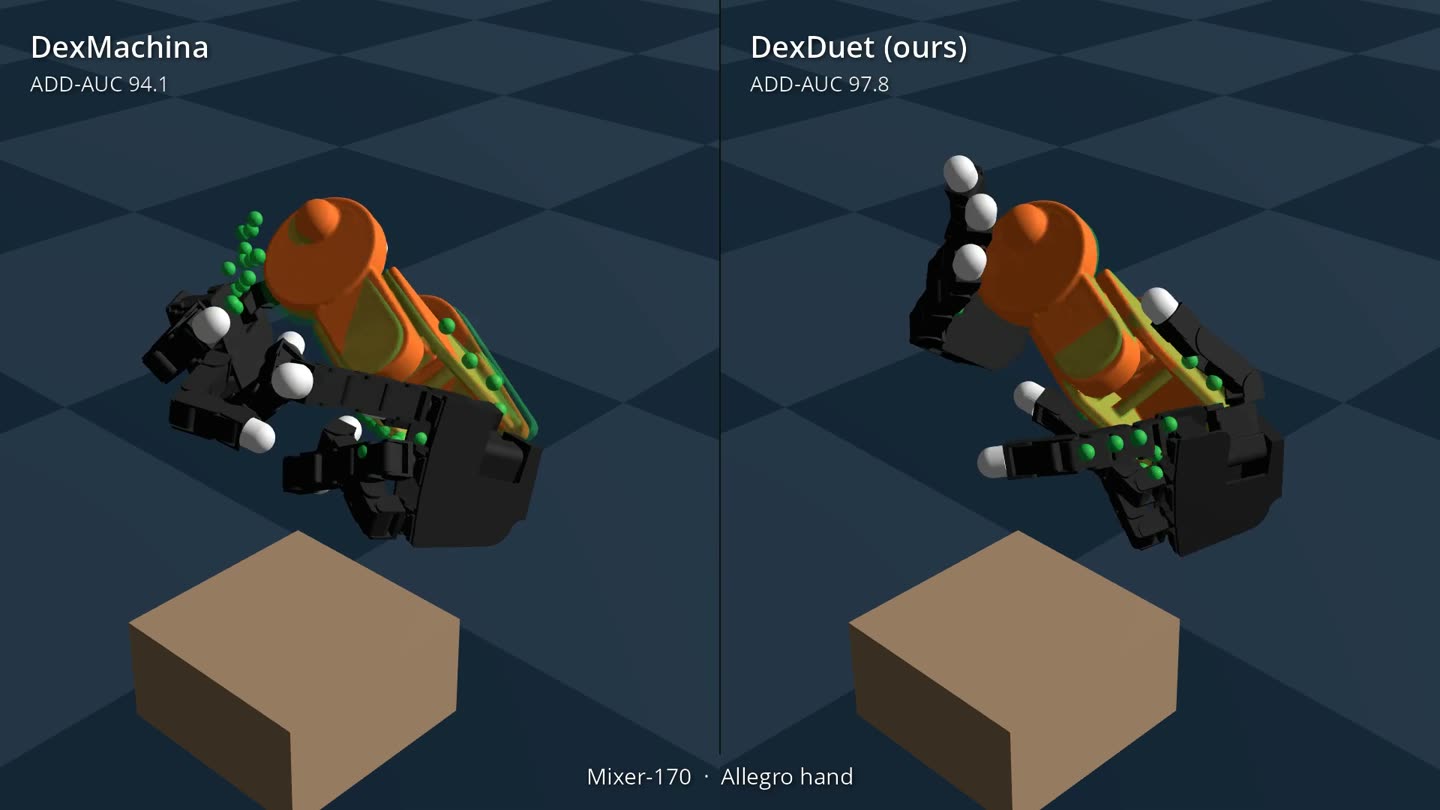 DexMachina
ADD-AUC 94.1
DexDuet (ours)
ADD-AUC 97.8
Mixer-170 · Allegro hand